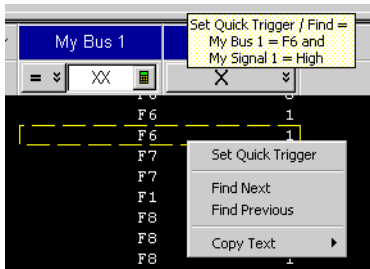 Set Quick Trigger / Find =
My Bus 1 = F6 and
My Signal 1 = High
My Bus 1
= XX X
F6
F6 1
F6 1
F7
F7
F1
F8
F8
F8 1
Set Quick Trigger
Find Next
Find Previous
Copy Text